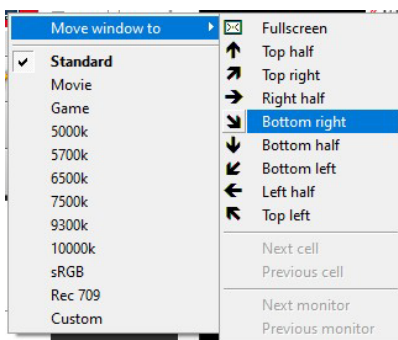 Move window to
Standard
Movie
Game
5000k
5700k
6500k
7500k
9300k
10000k
sRGB
Rec 709
Custom
Fullscreen
Top half
Top right
Right half
Bottom right
Bottom half
Bottom left
Left half
Top left
Next cell
Previous cell
Next monitor
Previous monitor